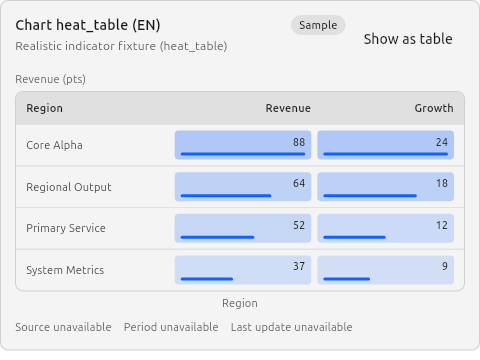 Chart heat_table (EN)
Sample
Show as table
Realistic indicator fixture (heat_table)
Revenue (pts)
Region Revenue Growth
Core Alpha 88 24
Regional Output 64 18
Primary Service 52 12
System Metrics 37 9
Region
Source unavailable Period unavailable Last update unavailable